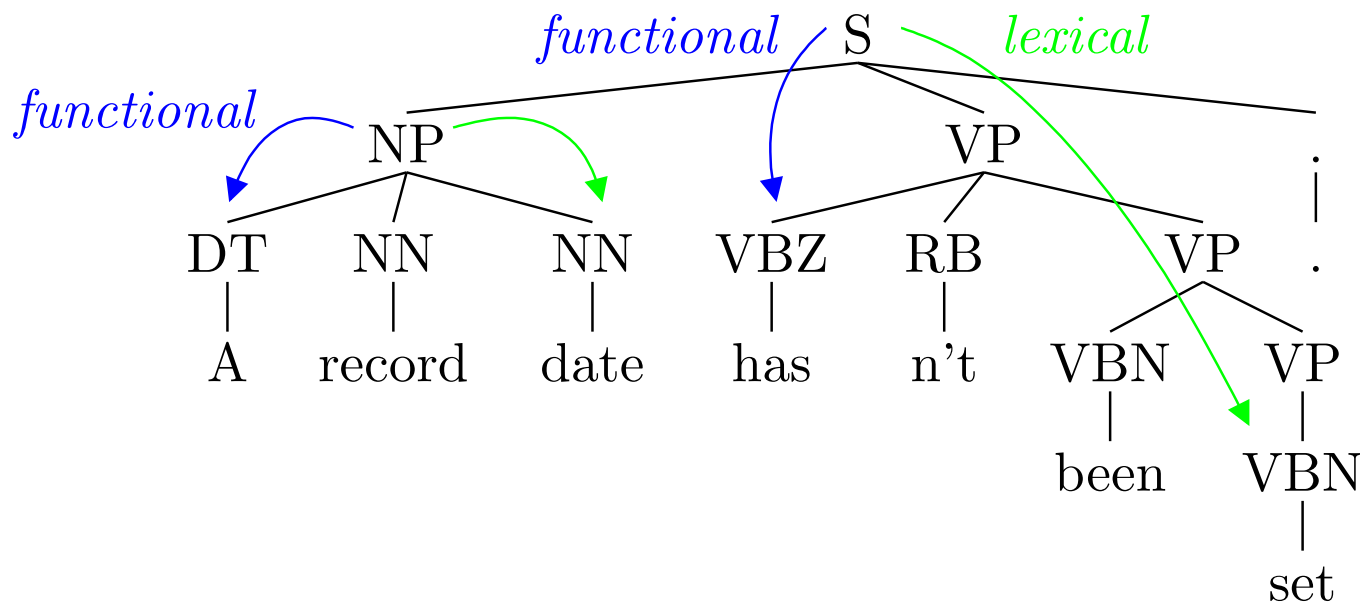 functional S lexical
functional NP VP .
DT NN NN VBZ RB VP .
A record date has n't VBN VP
been VBN
set